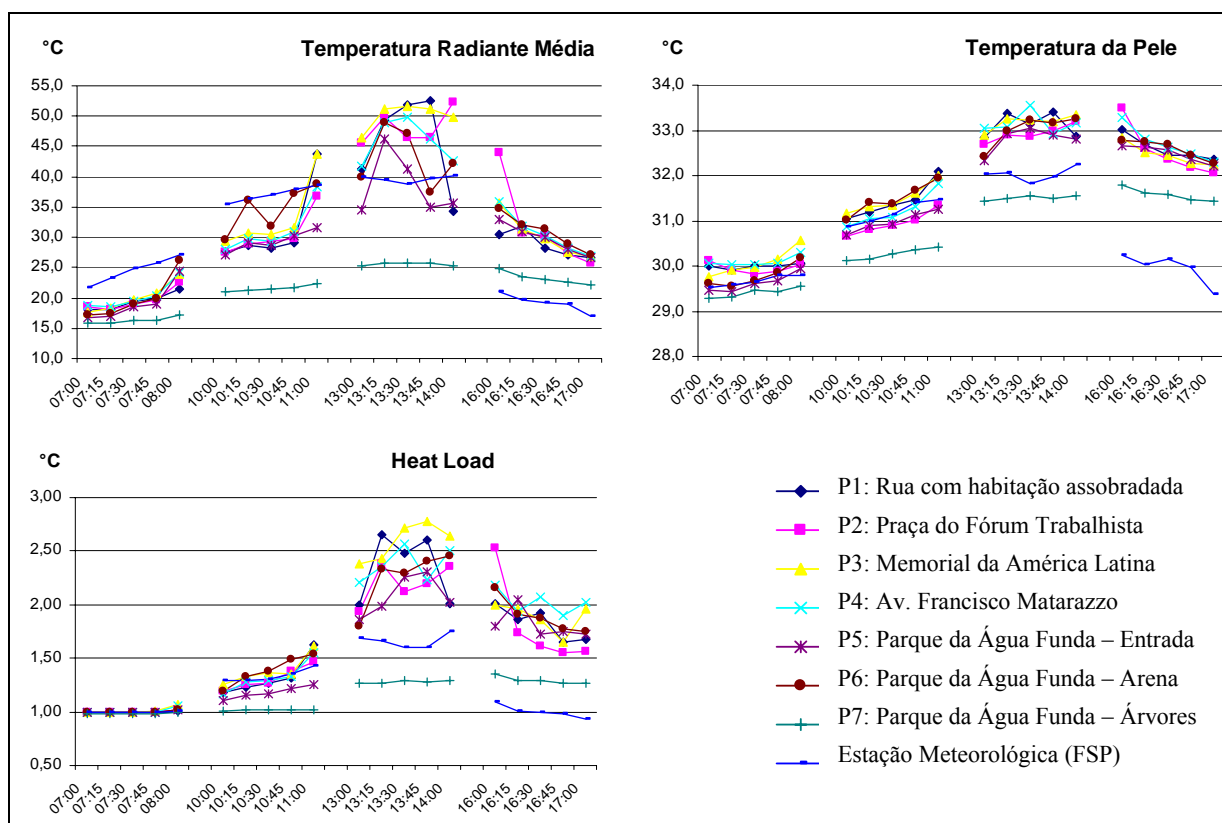 °C
Temperatura Radiante Média
55,0
50,0
45,0
40,0
35,0
30,0
25,0
20,0
15,0
10,0
07:00 07:15 07:30 07:45 08:00 10:00 10:15 10:30 10:45 11:00 13:00 13:15 13:30 13:45 14:00 16:00 16:15 16:30 16:45 17:00
°C
Temperatura da Pele
34,0
33,0
32,0
31,0
30,0
29,0
28,0
07:00 07:15 07:30 07:45 08:00 10:00 10:15 10:30 10:45 11:00 13:00 13:15 13:30 13:45 14:00 16:00 16:15 16:30 16:45 17:00
°C
Heat Load
3,00
2,50
2,00
1,50
1,00
0,50
07:00 07:15 07:30 07:45 08:00 10:00 10:15 10:30 10:45 11:00 13:00 13:15 13:30 13:45 14:00 16:00 16:15 16:30 16:45 17:00
P1: Rua com habitação assobradada
P2: Praça do Fórum Trabalhista
P3: Memorial da América Latina
P4: Av. Francisco Matarazzo
P5: Parque da Água Funda – Entrada
P6: Parque da Água Funda – Arena
P7: Parque da Água Funda – Árvores
Estação Meteorológica (FSP)